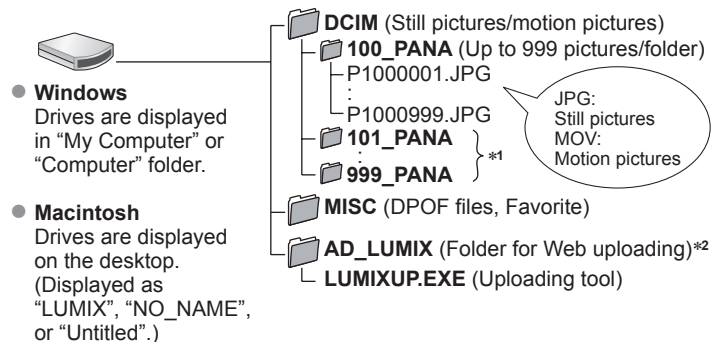 ● Windows
Drives are displayed
in “My Computer” or
“Computer” folder.
● Macintosh
Drives are displayed
on the desktop.
(Displayed as
“LUMIX”, “NO_NAME”,
or “Untitled”.)
DCIM (Still pictures/motion pictures)
100_PANA (Up to 999 pictures/folder)
P1000001.JPG
:
P1000999.JPG
JPG:
Still pictures
MOV:
Motion pictures
101_PANA
:
999_PANA
*1
MISC (DPOF files, Favorite)
AD_LUMIX (Folder for Web uploading)*2
LUMIXUP.EXE (Uploading tool)